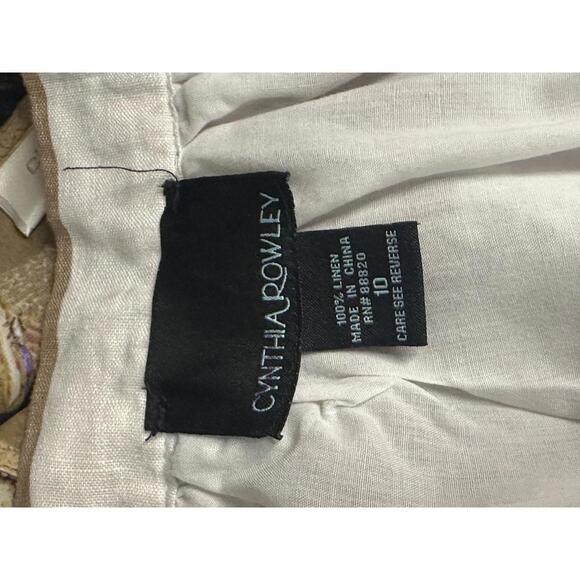 CYNTHIA ROWLEY
100% LINEN
MADE IN CHINA
RN# 88820
10
CARE SEE REVERSE